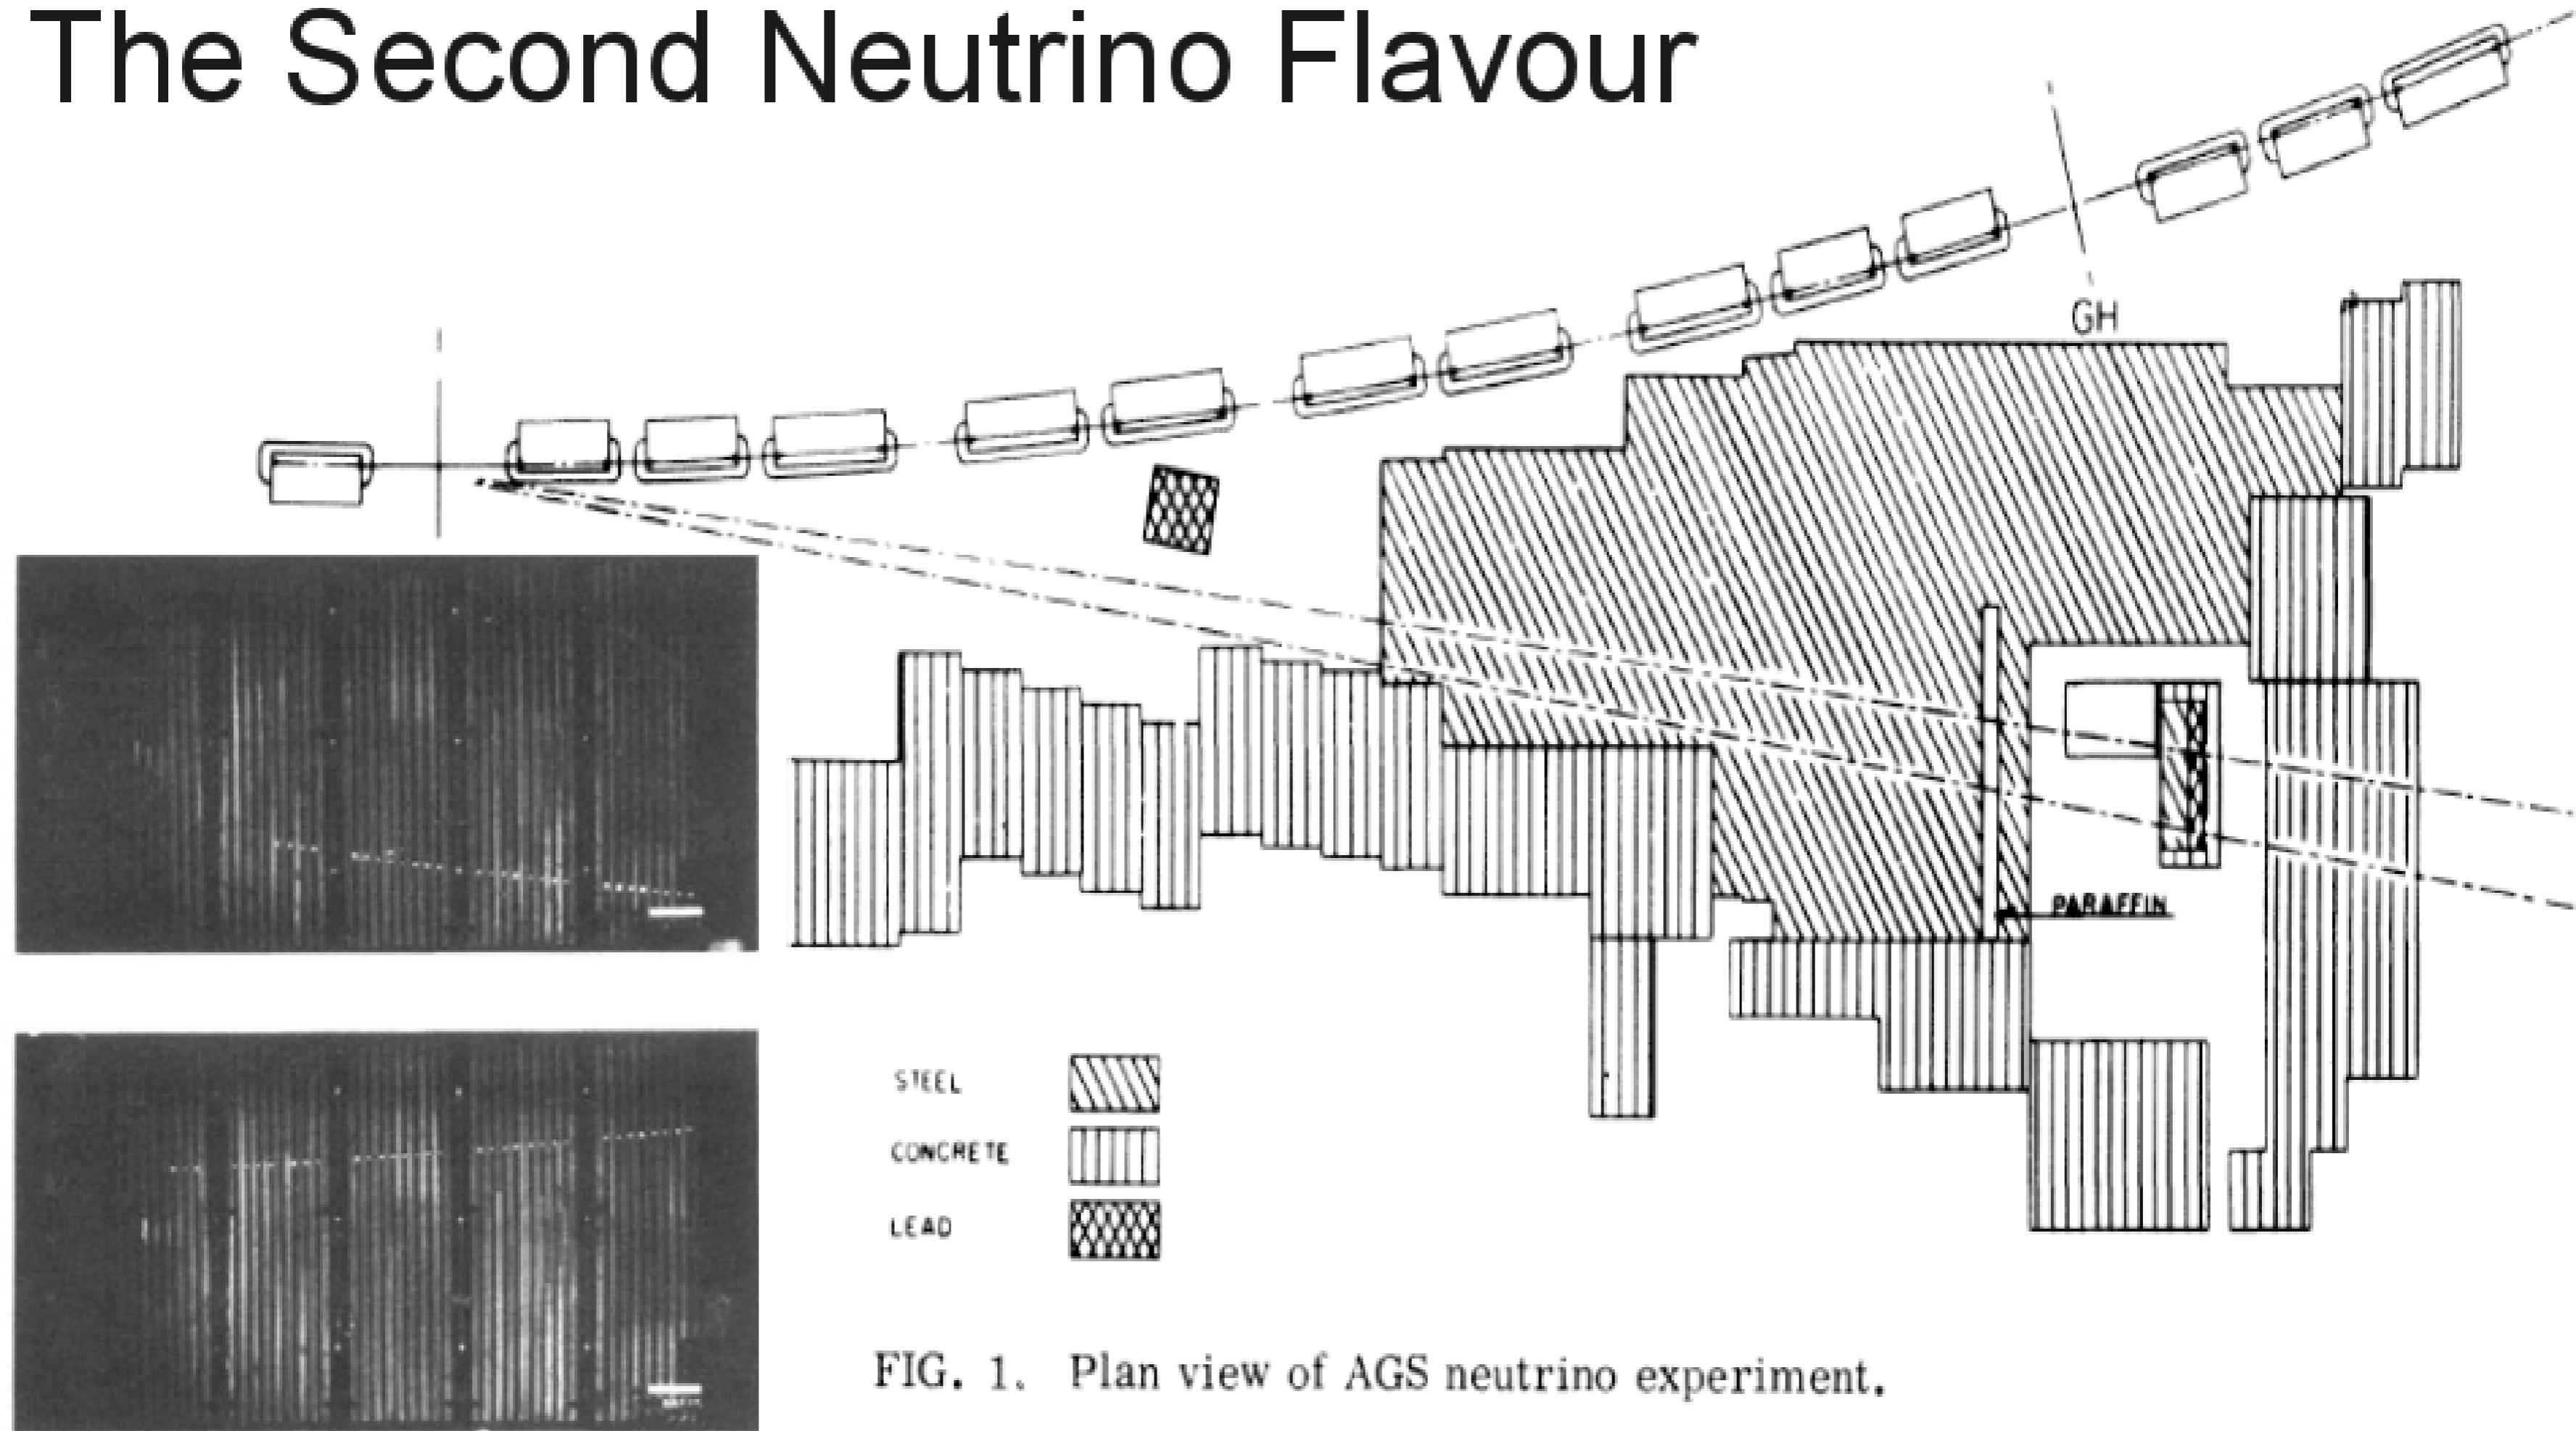 The Second Neutrino Flavour
GH
PARAFFIN
STEEL
CONCRETE
LEAD
FIG. 1. Plan view of AGS neutrino experiment.